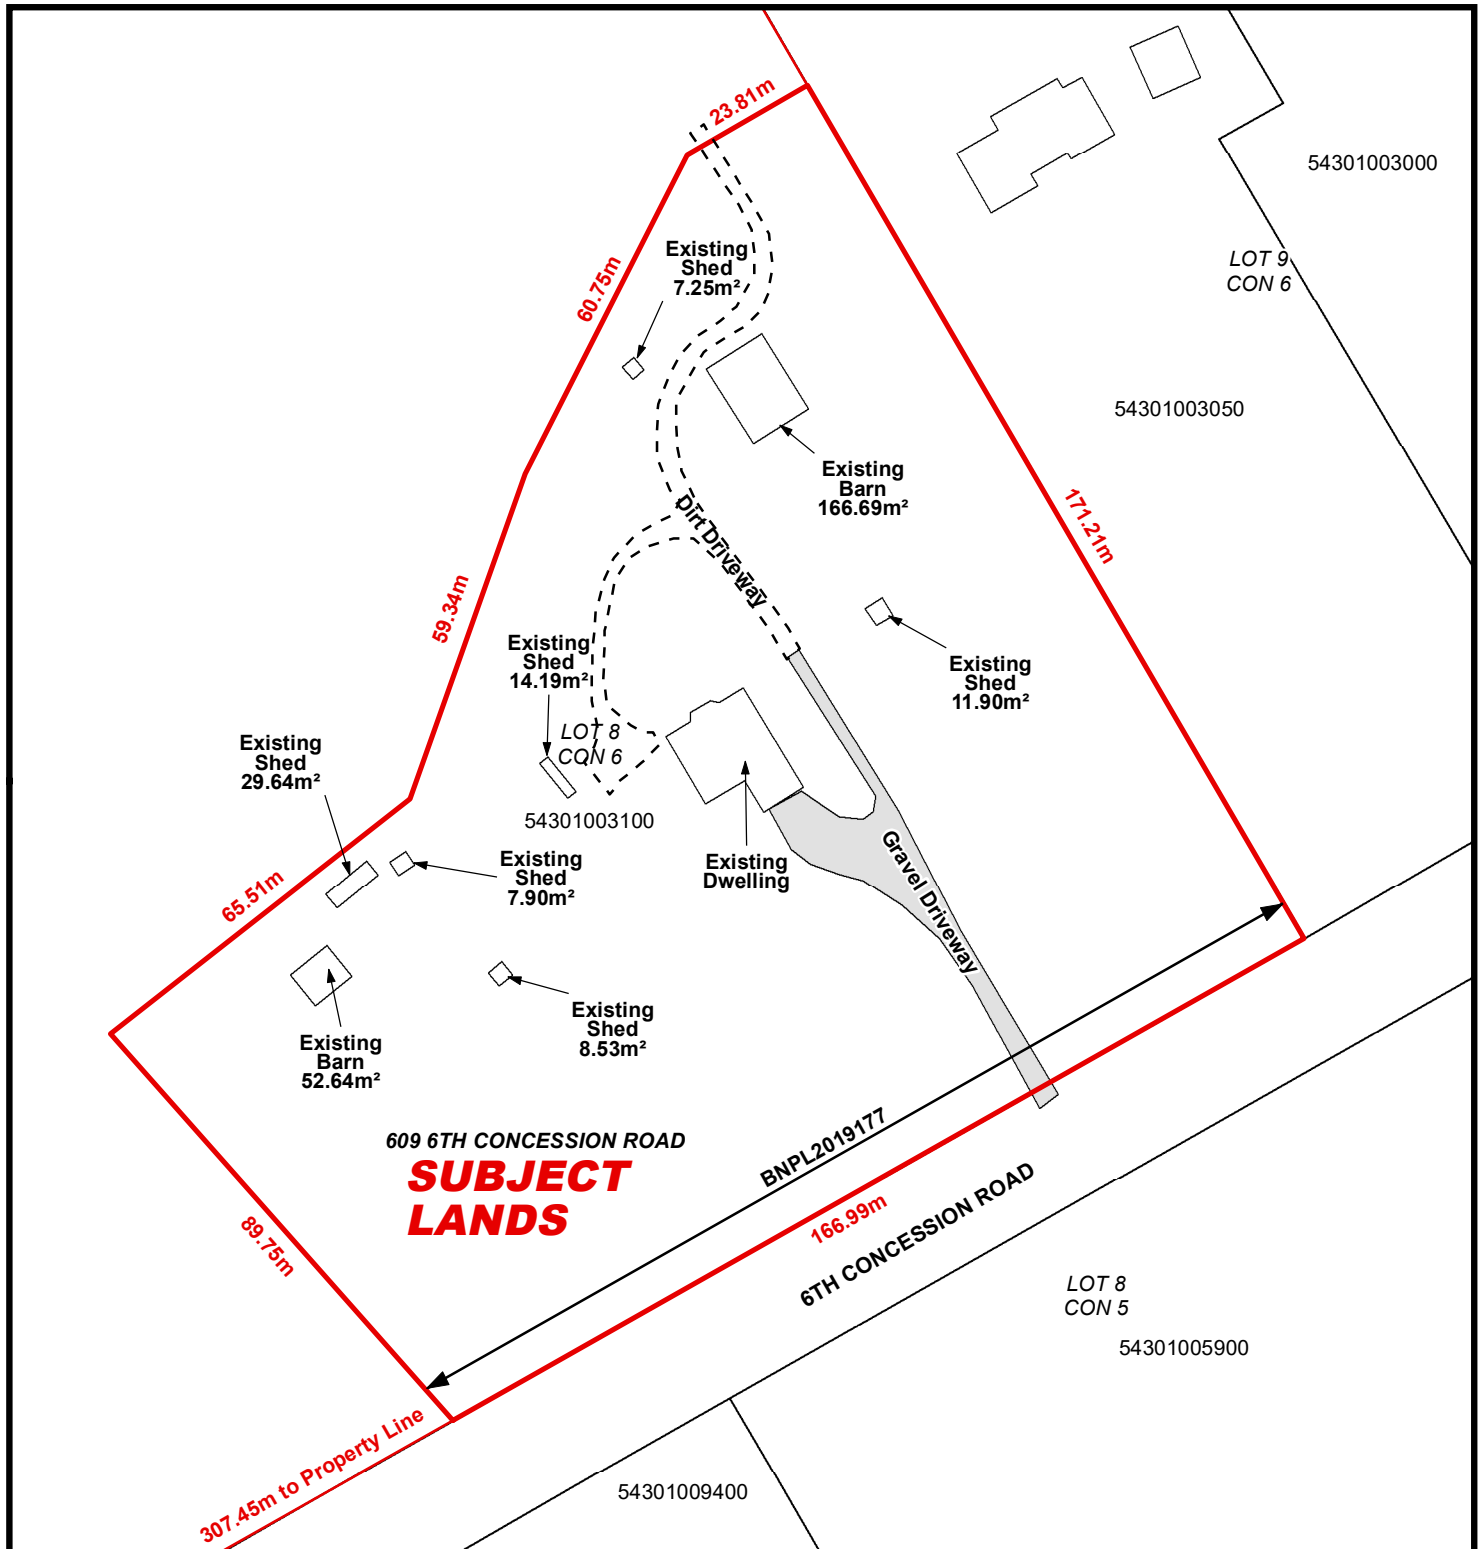 23.81m
54301003000
Existing
Shed
7.25m²
LOT 9
CON 6
60.75m
54301003050
Existing
Barn
166.69m²
171.21m
Dirt Driveway
59.34m
Existing
Shed
14.19m²
Existing
Shed
11.90m²
LOT 8
CON 6
Existing
Shed
29.64m²
54301003100
Existing
Shed
7.90m²
Existing
Dwelling
Gravel Driveway
65.51m
Existing
Shed
8.53m²
Existing
Barn
52.64m²
609 6TH CONCESSION ROAD
SUBJECT
LANDS
BNPL2019177
166.99m
6TH CONCESSION ROAD
89.75m
LOT 8
CON 5
54301005900
307.45m to Property Line
54301009400